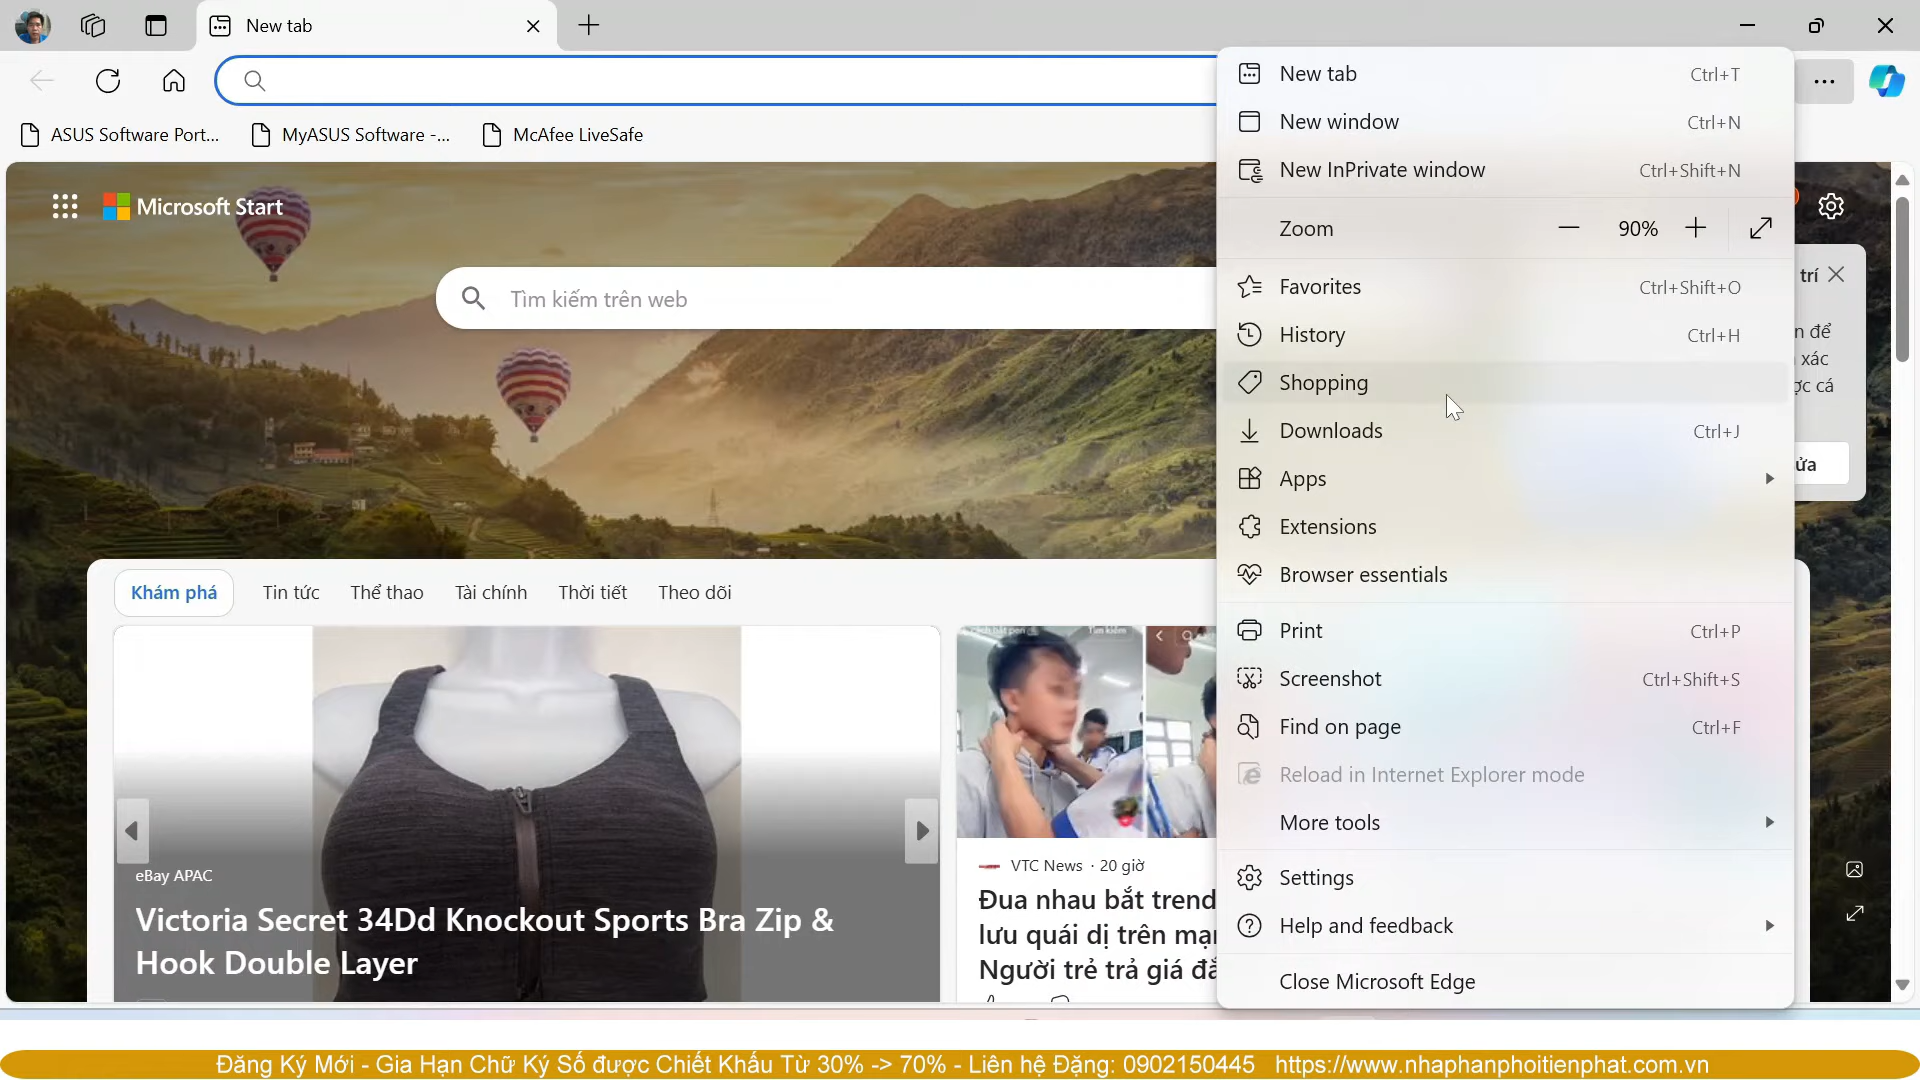 New tab
ASUS Software Port...
MyASUS Software -...
McAfee LiveSafe
Microsoft Start
Tìm kiếm trên web
Khám phá
Tin tức
Thể thao
Tài chính
Thời tiết
Theo dõi
eBay APAC
Victoria Secret 34Dd Knockout Sports Bra Zip &
Hook Double Layer
VTC News · 20 giờ
Đua nhau bắt trend
lưu quái dị trên mạ
Người trẻ trả giá
New tab Ctrl+T
New window Ctrl+N
New InPrivate window Ctrl+Shift+N
Zoom 90%
Favorites Ctrl+Shift+O
History Ctrl+H
Shopping
Downloads Ctrl+J
Apps
Extensions
Browser essentials
Print Ctrl+P
Screenshot Ctrl+Shift+S
Find on page Ctrl+F
Reload in Internet Explorer mode
More tools
Settings
Help and feedback
Close Microsoft Edge
trí
để
xác
cá
Đăng Ký Mới - Gia Hạn Chữ Ký Số được Chiết Khấu Từ 30% -> 70% - Liên hệ Đặng: 0902150445 https://www.nhaphanphoitienphat.com.vn